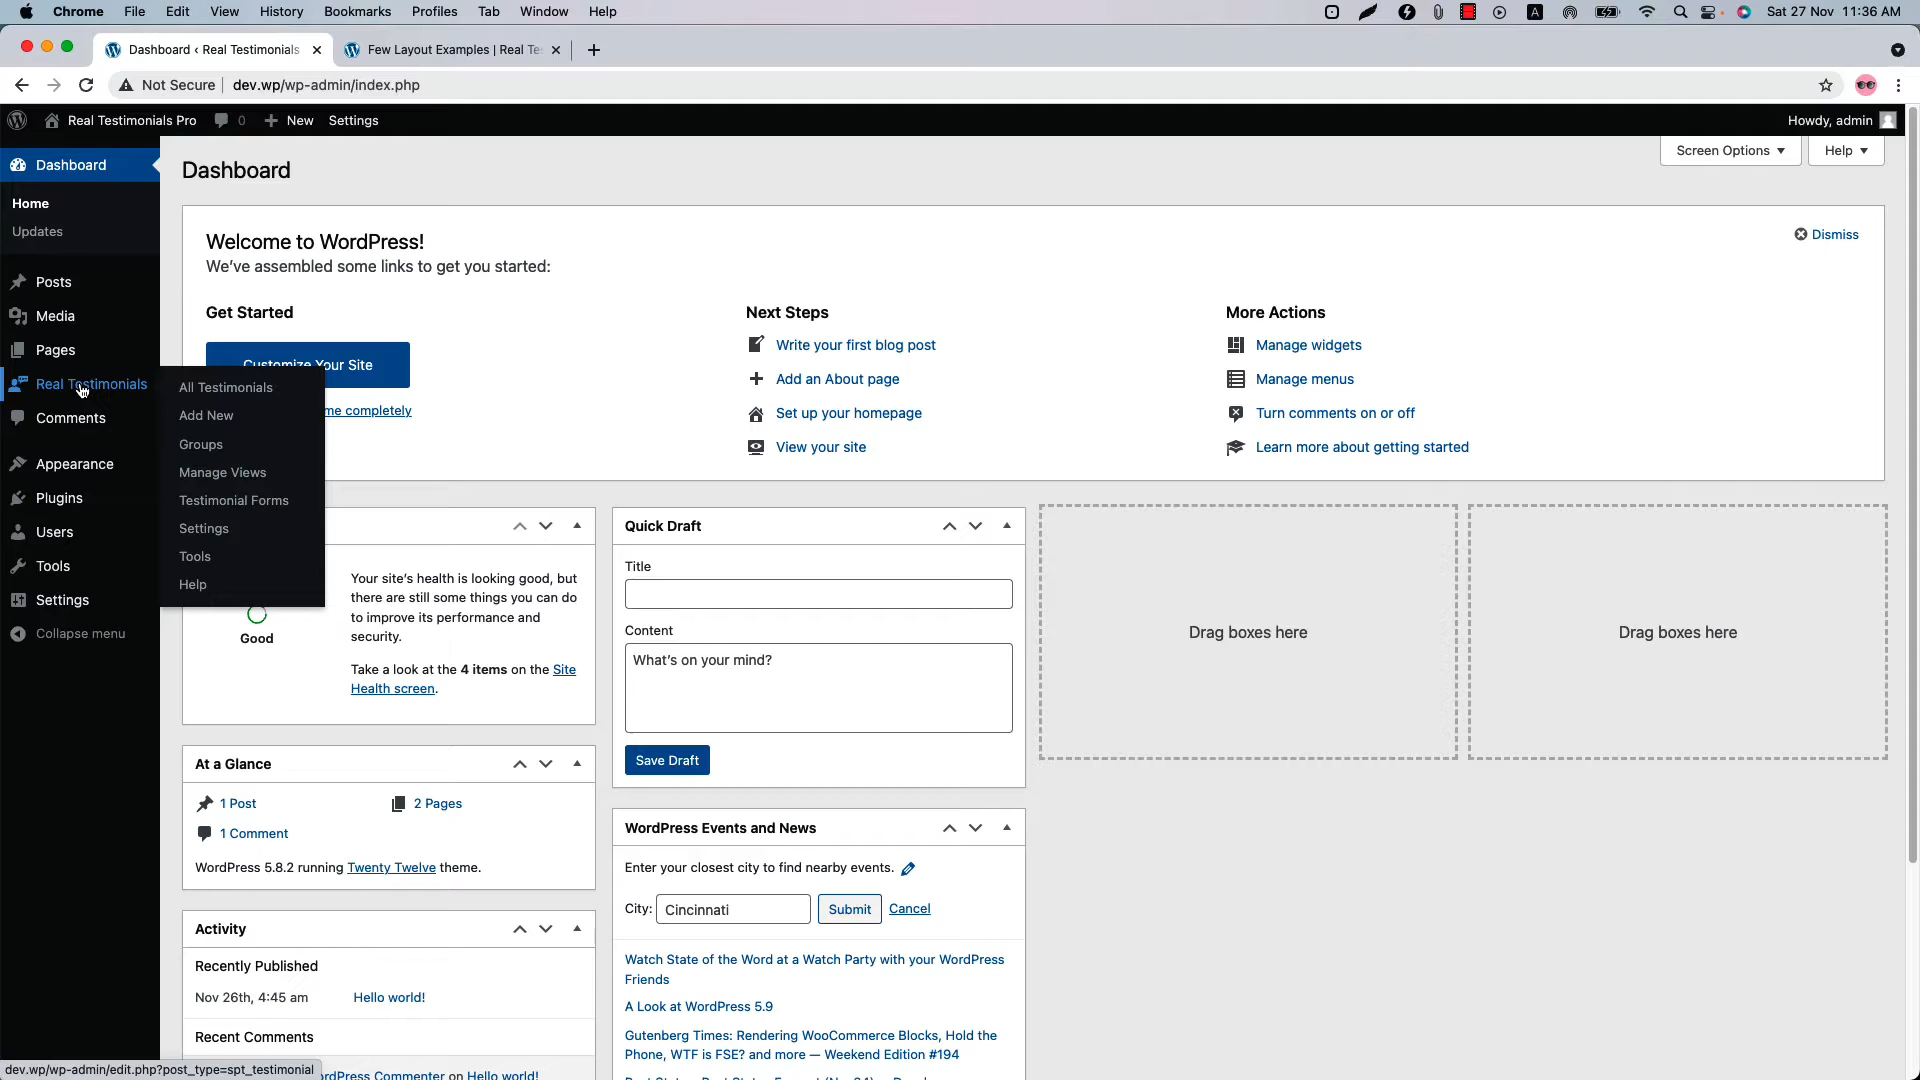 Chrome File Edit View History Bookmarks Profiles Tab Window Help
A
Sat 27 Nov 11:36 AM
Dashboard ‹ Real Testimonials
Few Layout Examples | Real Te
Not Secure
dev.wp/wp-admin/index.php
Real Testimonials Pro
0
New
Settings
Howdy, admin
Dashboard
Home
Updates
Posts
Media
Pages
Real Testimonials
Comments
Appearance
Plugins
Users
Tools
Settings
Collapse menu
All Testimonials
Add New
Groups
Manage Views
Testimonial Forms
Settings
Tools
Help
Dashboard
Screen Options
Help
Welcome to WordPress!
We've assembled some links to get you started:
Dismiss
Get Started
Customize Your Site
me completely
Next Steps
Write your first blog post
Add an About page
Set up your homepage
View your site
More Actions
Manage widgets
Manage menus
Turn comments on or off
Learn more about getting started
Good
Your site's health is looking good, but
there are still some things you can do
to improve its performance and
security.
Take a look at the 4 items on the Site
Health screen.
At a Glance
1 Post
2 Pages
1 Comment
WordPress 5.8.2 running Twenty Twelve theme.
Activity
Recently Published
Nov 26th, 4:45 am
Hello world!
Recent Comments
Commenter on Hello world!
Quick Draft
Title
Content
What's on your mind?
Save Draft
WordPress Events and News
Enter your closest city to find nearby events.
City:
Cincinnati
Submit
Cancel
Watch State of the Word at a Watch Party with your WordPress
Friends
A Look at WordPress 5.9
Gutenberg Times: Rendering WooCommerce Blocks, Hold the
Phone, WTF is FSE? and more — Weekend Edition #194
Drag boxes here
Drag boxes here
dev.wp/wp-admin/edit.php?post_type=spt_testimonial